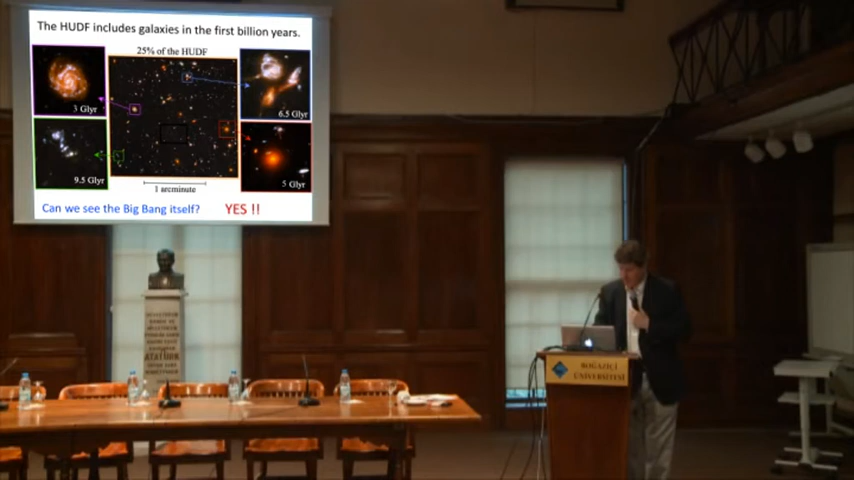 The HUDF includes galaxies in the first billion years.
25% of the HUDF
3 Glyr
6.5 Glyr
9.5 Glyr
5 Glyr
1 arcminute
Can we see the Big Bang itself? YES !!
ATATÜRK
BOĞAZİÇİ
ÜNİVERSİTESİ